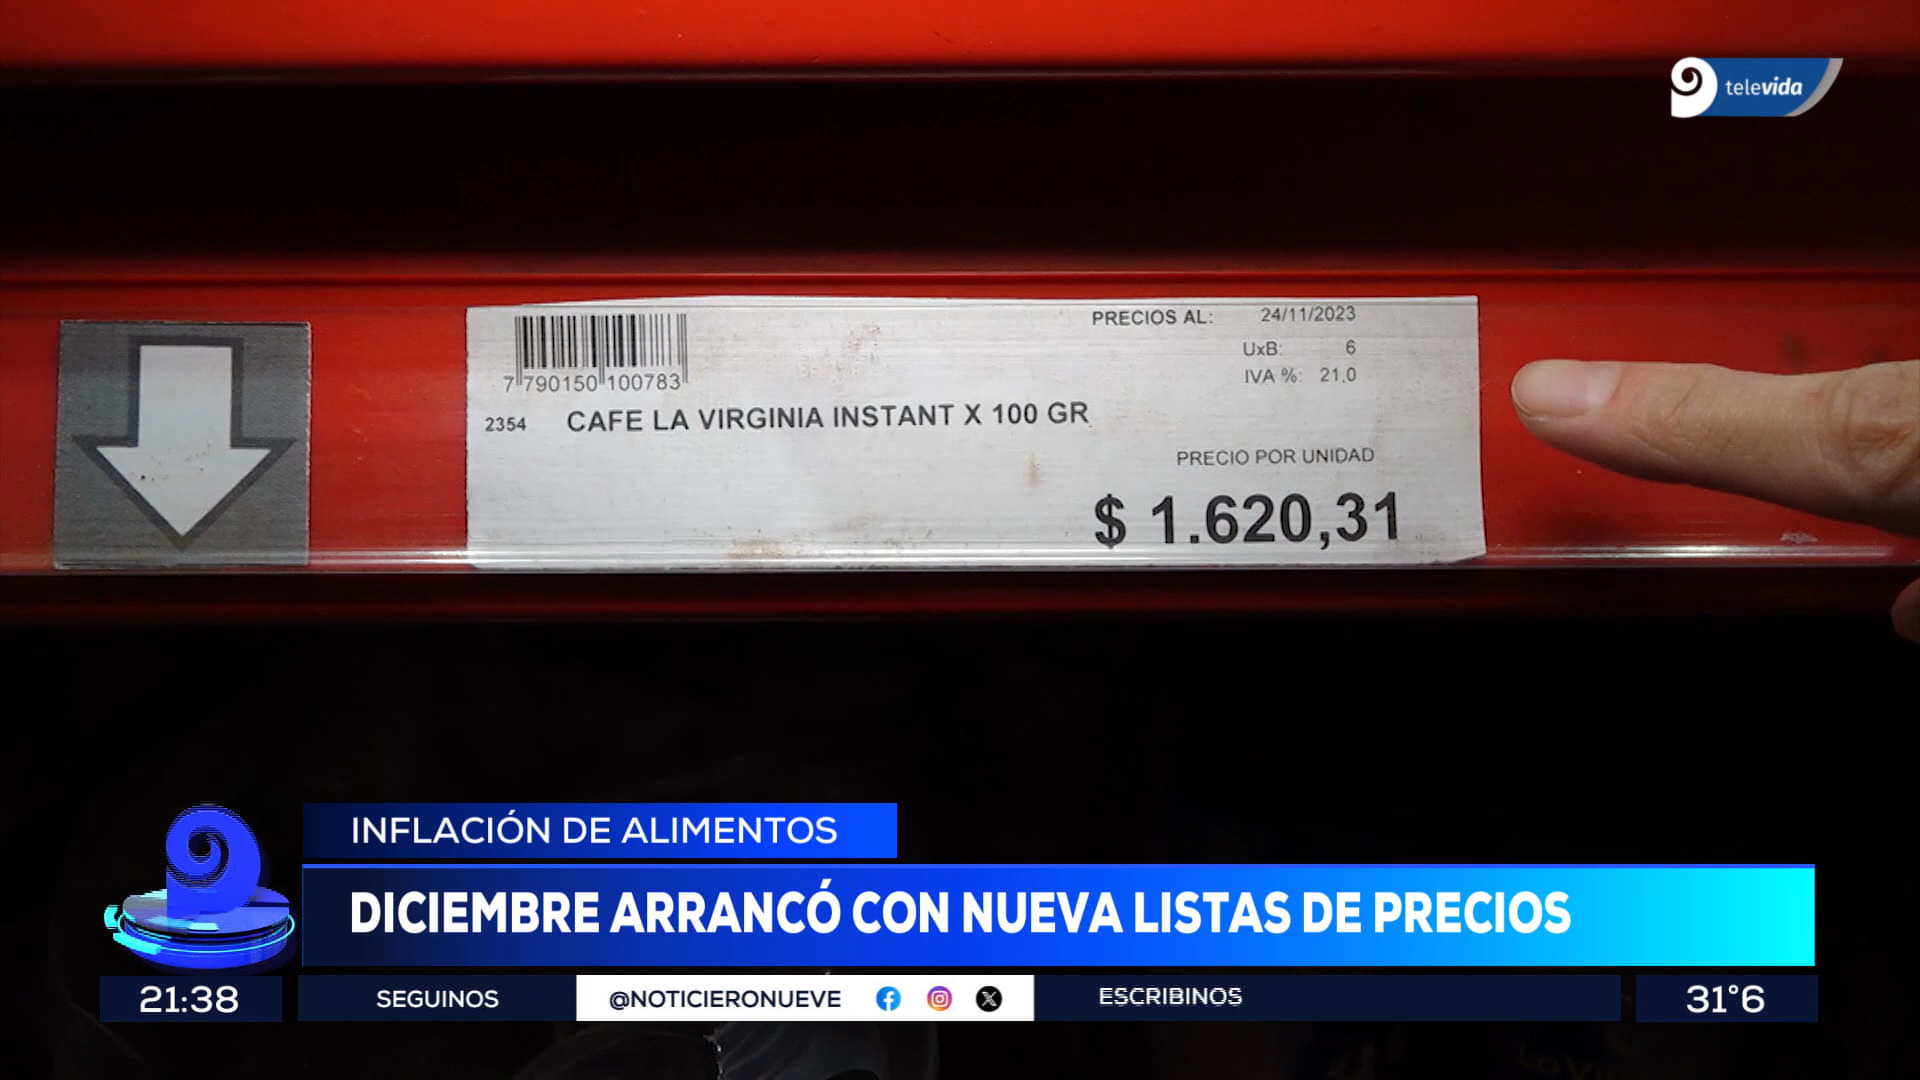 9 televida
PRECIOS AL: 24/11/2023
UxB: 6
IVA %: 21,0
7 790150 100783
2354 CAFE LA VIRGINIA INSTANT X 100 GR
PRECIO POR UNIDAD
$ 1.620,31
INFLACIÓN DE ALIMENTOS
9
DICIEMBRE ARRANCÓ CON NUEVA LISTAS DE PRECIOS
21:38 SEGUINOS @NOTICIERONUEVE ESCRIBINOS 31°6